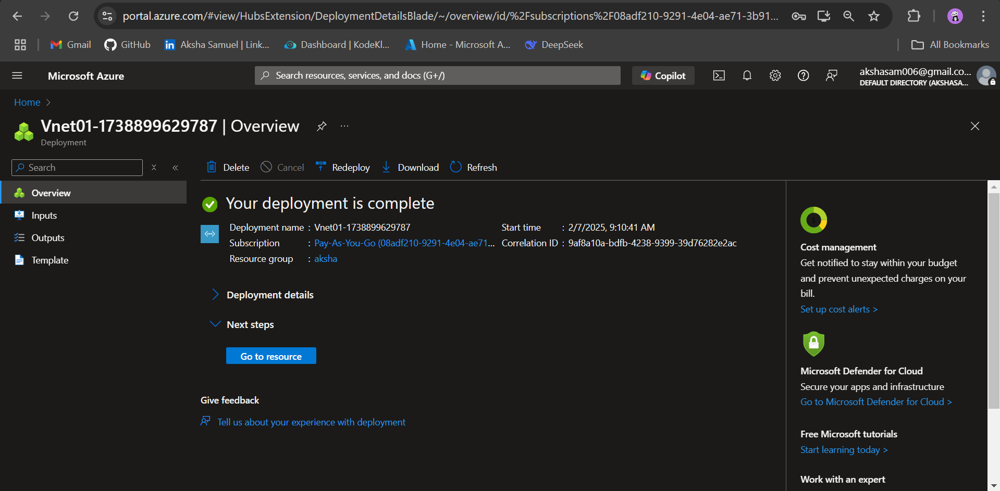 portal.azure.com/#view/HubsExtension/DeploymentDetailsBlade/~/overview/id/%2Fsubscriptions%2F08adf210-9291-4e04-ae71-3b91...
Gmail GitHub Aksha Samuel | Link... Dashboard | KodeKl... Home - Microsoft A... DeepSeek All Bookmarks
Microsoft Azure
Search resources, services, and docs (G+/)
Copilot
akshasam006@gmail.co...
DEFAULT DIRECTORY (AKSHASA...
Home >
Vnet01-1738899629787 | Overview ...
Deployment
Search
Overview
Inputs
Outputs
Template
Delete Cancel Redeploy Download Refresh
Your deployment is complete
Deployment name : Vnet01-1738899629787
Subscription : Pay-As-You-Go (08adf210-9291-4e04-ae71...
Resource group : aksha
Start time : 2/7/2025, 9:10:41 AM
Correlation ID : 9af8a10a-bdfb-4238-9399-39d76282e2ac
Deployment details
Next steps
Go to resource
Give feedback
Tell us about your experience with deployment
Cost management
Get notified to stay within your budget
and prevent unexpected charges on your
bill.
Set up cost alerts >
Microsoft Defender for Cloud
Secure your apps and infrastructure
Go to Microsoft Defender for Cloud >
Free Microsoft tutorials
Start learning today >
Work with an expert